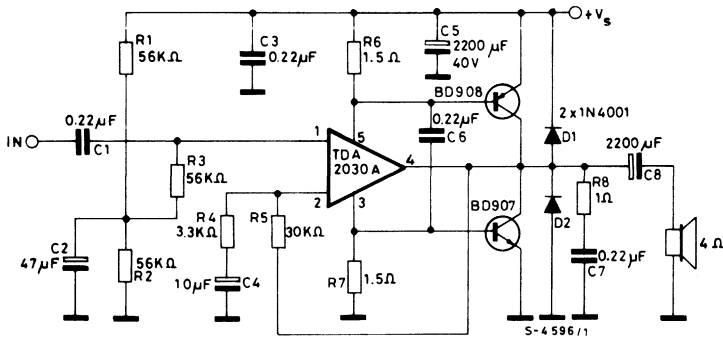 +Vs
R1
56KΩ
C3
0.22µF
R6
1.5Ω
C5
2200 µF
40V
BD908
0.22µF
C6
2x1N4001
D1
IN
0.22µF
C1
1
5
TDA
2030A
4
2
3
R3
56KΩ
2200µF
C8
R8
1Ω
BD907
D2
R4
3.3KΩ
R5
30KΩ
C2
47µF
56KΩ
R2
10µF
C4
R7
1.5Ω
0.22µF
C7
4Ω
S-4596/1